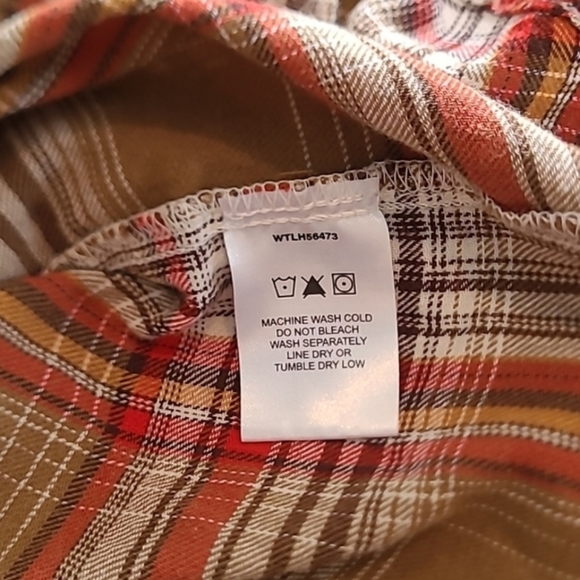 WTLH56473
MACHINE WASH COLD
DO NOT BLEACH
WASH SEPARATELY
LINE DRY OR
TUMBLE DRY LOW